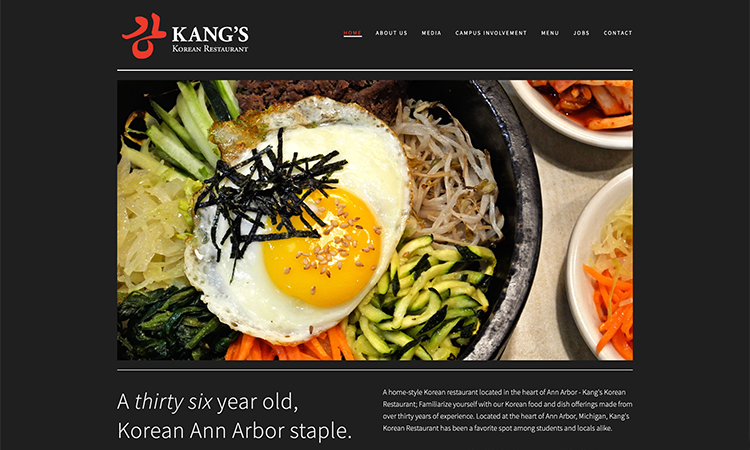 강 KANG'S
Korean Restaurant
HOME ABOUT US MEDIA CAMPUS INVOLVEMENT MENU JOBS CONTACT
A thirty six year old,
Korean Ann Arbor staple.
A home-style Korean restaurant located in the heart of Ann Arbor - Kang's Korean
Restaurant; Familiarize yourself with our Korean food and dish offerings made from
over thirty years of experience. Located at the heart of Ann Arbor, Michigan, Kang's
Korean Restaurant has been a favorite spot among students and locals alike.